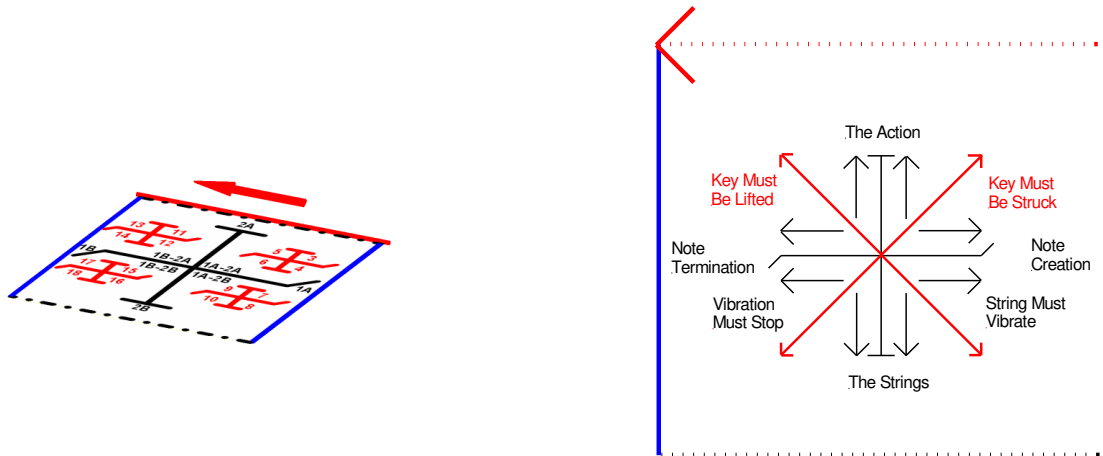 2A
13
11
14
12
1B
1B-2A
1A-2A
5
3
6
4
1B-2B
1A-2B
17
15
18
16
9
7
10
8
1A
2B
The Action
Key Must
Be Lifted
Key Must
Be Struck
Note
Termination
Note
Creation
Vibration
Must Stop
String Must
Vibrate
The Strings